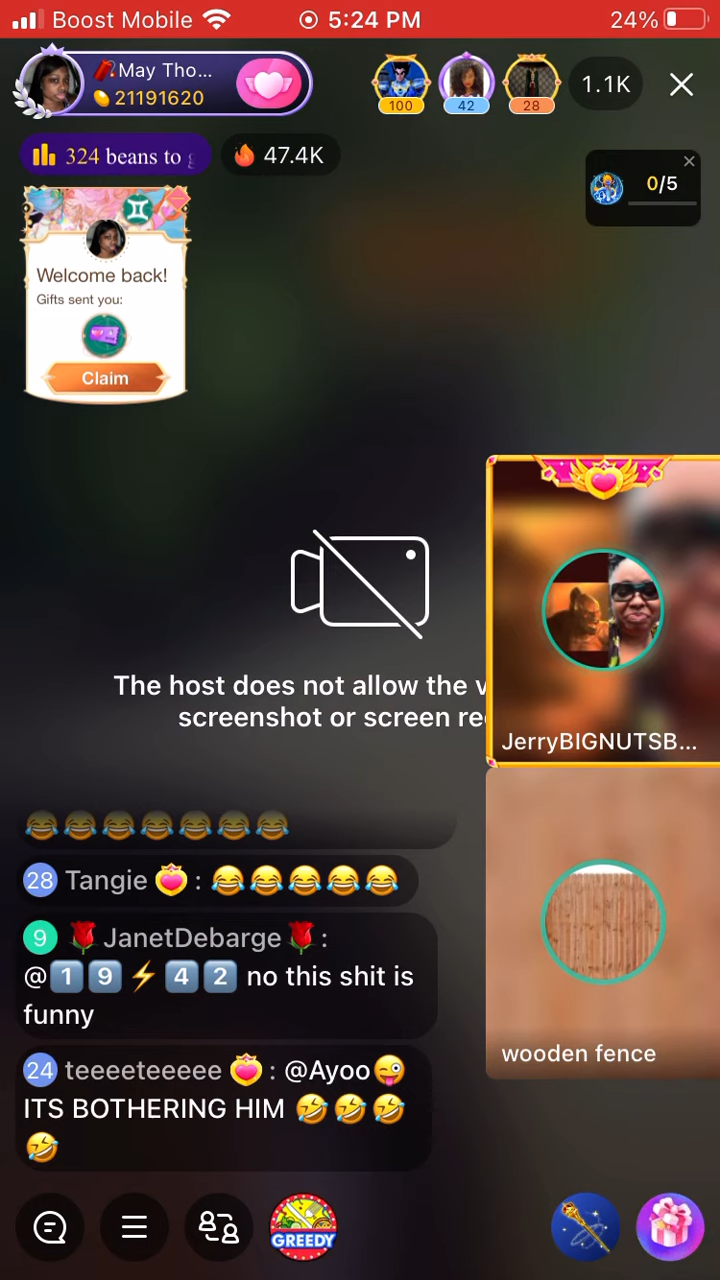 Boost Mobile 5:24 PM 24%
May Tho...
21191620
100 42 28 1.1K
324 beans to
47.4K
0/5
Welcome back!
Gifts sent you:
Claim
The host does not allow the v
screenshot or screen re
JerryBIGNUTSB...
😂😂😂😂😂😂😂
28 Tangie : 😂😂😂😂😂
9 🌹JanetDebarge🌹:
@1️⃣9️⃣⚡4️⃣2️⃣ no this shit is
funny
wooden fence
24 teeeeteeeee : @Ayoo😜
ITS BOTHERING HIM 🤣🤣🤣
🤣
GREEDY